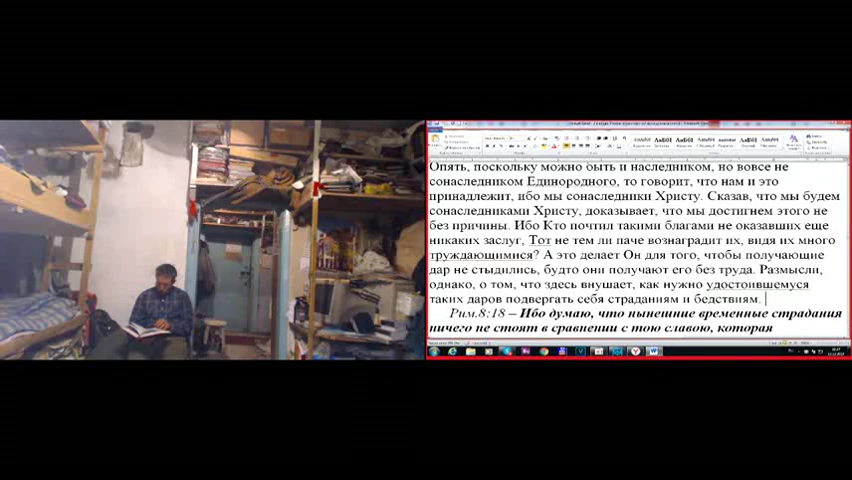 Опять, поскольку можно быть и наследником, но вовсе не
сонаследником Единородного, то говорит, что нам и это
принадлежит, ибо мы сонаследники Христу. Сказав, что мы будем
сонаследниками Христу, доказывает, что мы достигнем этого не
без причины. Ибо Кто почтил такими благами не оказавших еще
никаких заслуг, Тот не тем ли паче вознаградит их, видя их много
труждающимися? А это делает Он для того, чтобы получающие
дар не стыдились, будто они получают его без труда. Размысли,
однако, о том, что здесь внушает, как нужно удостоившемуся
таких даров подвергать себя страданиям и бедствиям.
Рим.8:18 – Ибо думаю, что нынешние временные страдания
ничего не стоят в сравнении с тою славою, которая